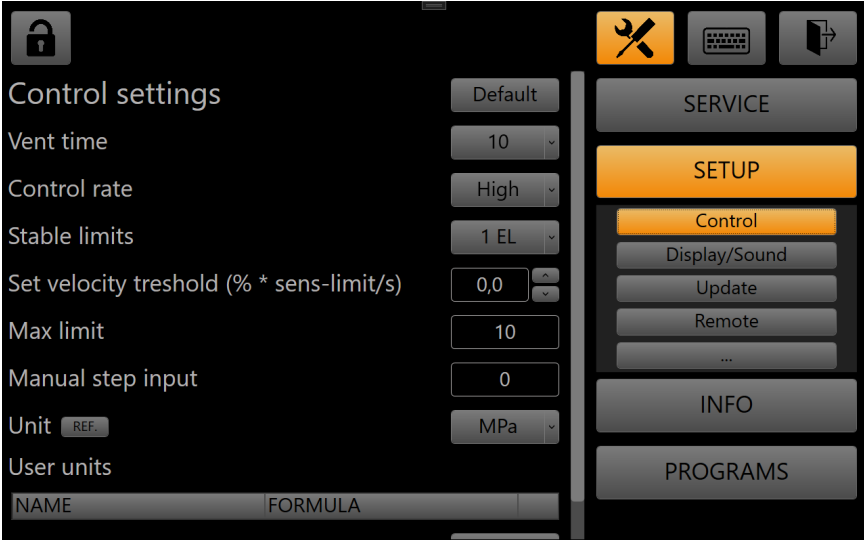 Control settings
Default
Vent time
10
Control rate
High
Stable limits
1 EL
Set velocity treshold (% * sens-limit/s)
0,0
Max limit
10
Manual step input
0
Unit REF.
MPa
User units
NAME FORMULA
SERVICE
SETUP
Control
Display/Sound
Update
Remote
...
INFO
PROGRAMS